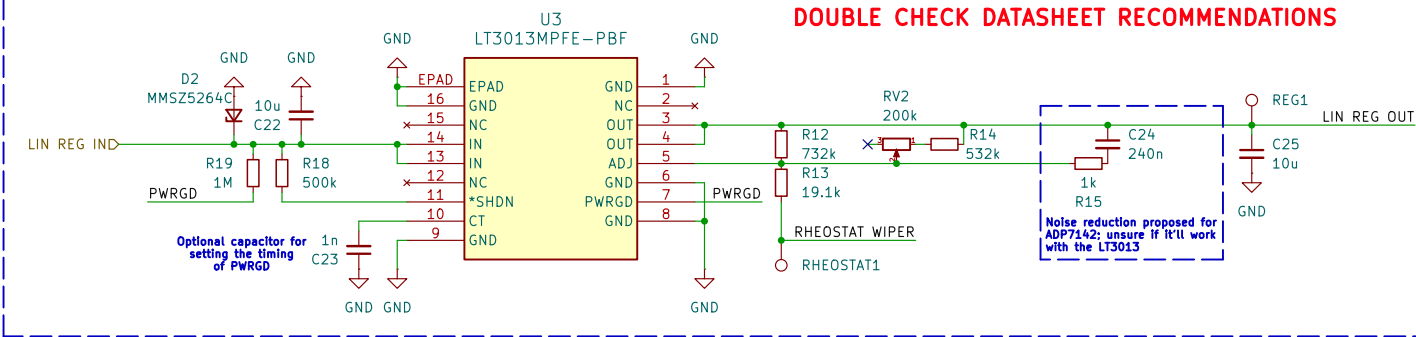 DOUBLE CHECK DATASHEET RECOMMENDATIONS
U3
LT3013MPFE-PBF
GND
GND
GND
GND
D2
MMSZ5264C
10u
C22
EPAD
EPAD
16
GND
15
NC
14
IN
13
IN
12
NC
11
*SHDN
10
CT
9
GND
GND
1
NC
2
OUT
3
OUT
4
ADJ
5
GND
6
PWRGD
7
GND
8
LIN REG IN
R19
1M
R18
500k
PWRGD
Optional capacitor for
setting the timing
of PWRGD
1n
C23
GND
GND
GND
PWRGD
R12
732k
R13
19.1k
RHEOSTAT WIPER
RHEOSTAT1
RV2
200k
3
1
2
R14
532k
C24
240n
1k
R15
Noise reduction proposed for
ADP7142; unsure if it'll work
with the LT3013
REG1
LIN REG OUT
C25
10u
GND